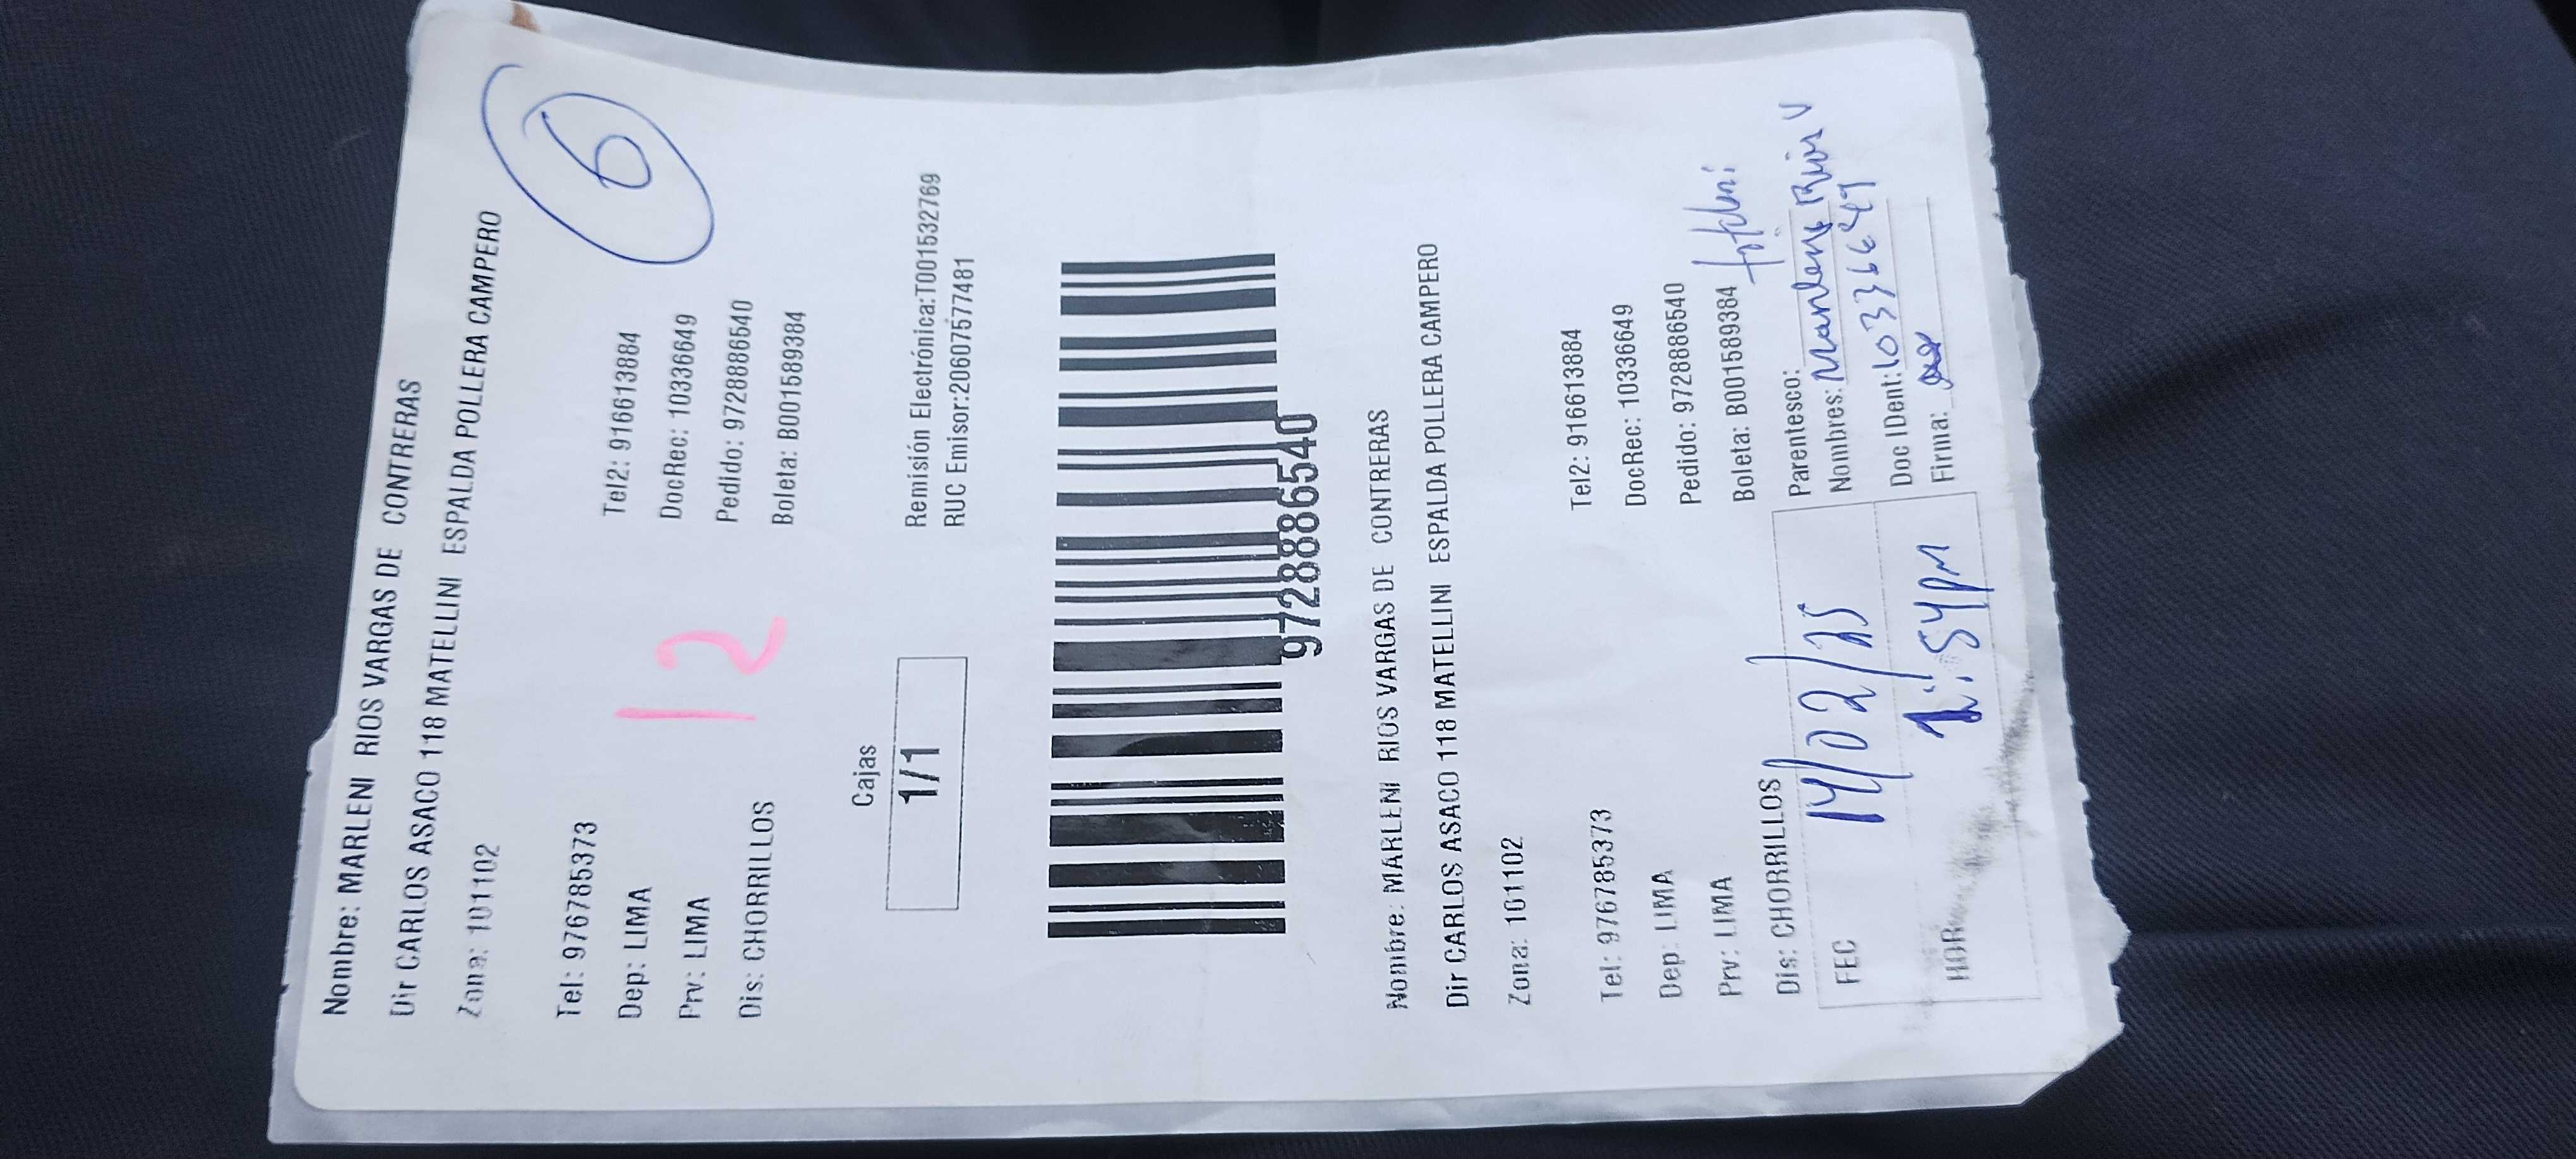 Nombre: MARLENI RIOS VARGAS DE CONTRERAS
Dir CARLOS ASACO 118 MATELLINI ESPALDA POLLERA CAMPERO
Zona: 101102
6
Tel: 976785373 Tel2: 916613884
Dep: LIMA DocRec: 10336649
Prv: LIMA Pedido: 9728886540
Dis: CHORRILLOS Boleta: B001589384
12
Cajas
1/1
Remisión Electrónica:T001532769
RUC Emisor:20607577481
9728886540
Nombre: MARLENI RIOS VARGAS DE CONTRERAS
Dir CARLOS ASACO 118 MATELLINI ESPALDA POLLERA CAMPERO
Zona: 101102
Tel: 976785373 Tel2: 916613884
Dep: LIMA DocRec: 10336649
Prv: LIMA Pedido: 9728886540
Dis: CHORRILLOS Boleta: B001589384
FEC 14/02/25 Parentesco:
Nombres: Marleni Rios V
HOR :54pm Doc IDent: 10336649
Firma: